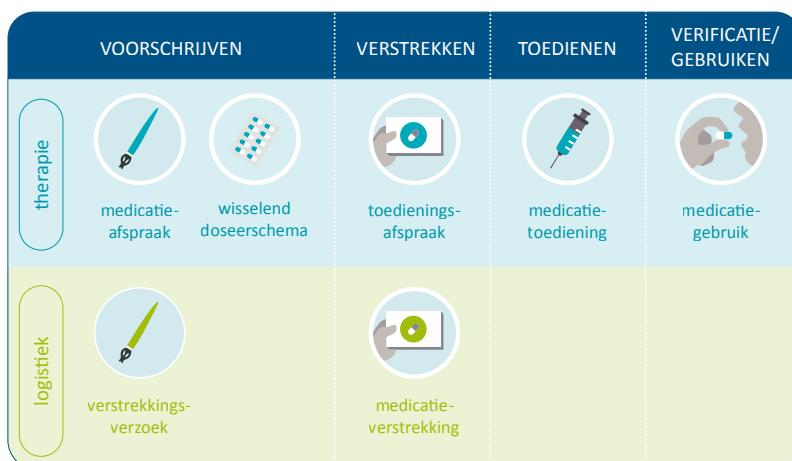 VOORSCHRIJVEN
VERSTREKKEN
TOEDIENEN
VERIFICATIE/
GEBRUIKEN
therapie
medicatie-
afspraak
wisselend
doseerschema
toedienings-
afspraak
medicatie-
toediening
medicatie-
gebruik
logistiek
verstrekkings-
verzoek
medicatie-
verstrekking